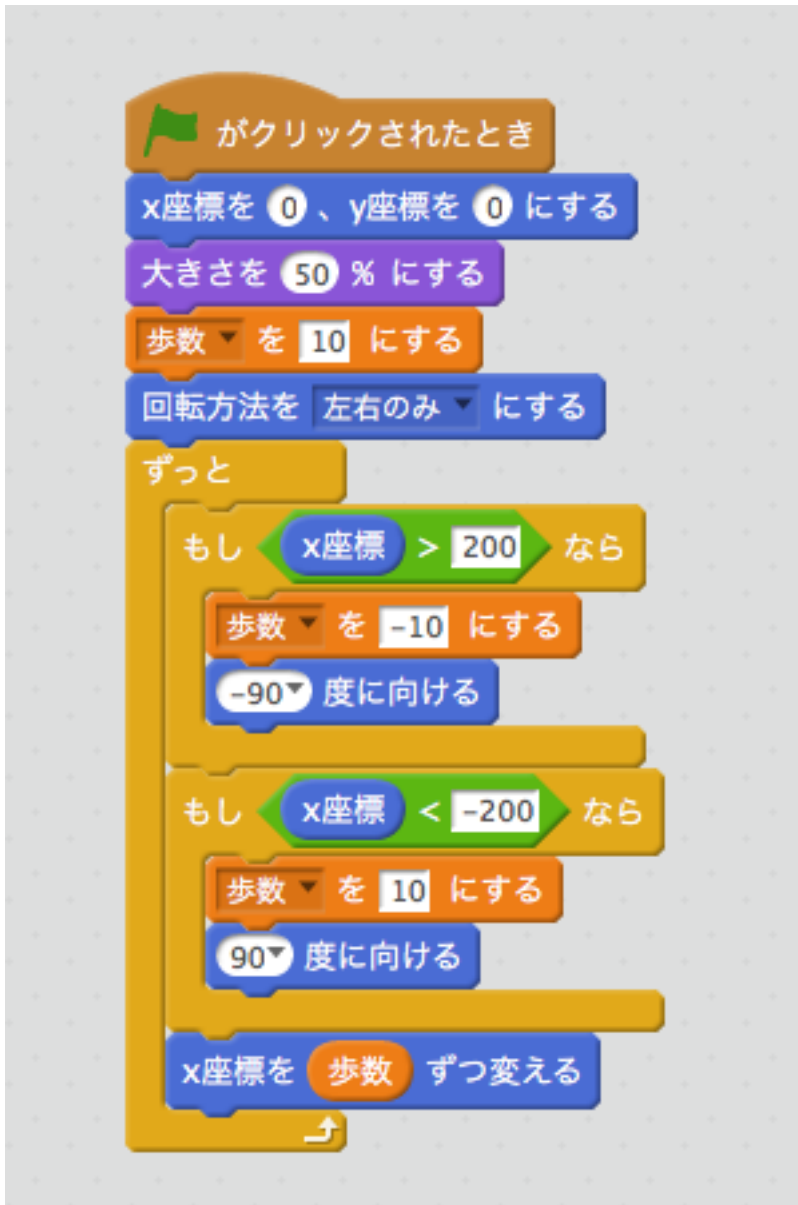 がクリックされたとき
x座標を 0 、y座標を 0 にする
大きさを 50 % にする
歩数 を 10 にする
回転方法を 左右のみ にする
ずっと
もし x座標 > 200 なら
歩数 を -10 にする
-90 度に向ける
もし x座標 < -200 なら
歩数 を 10 にする
90 度に向ける
x座標を 歩数 ずつ変える